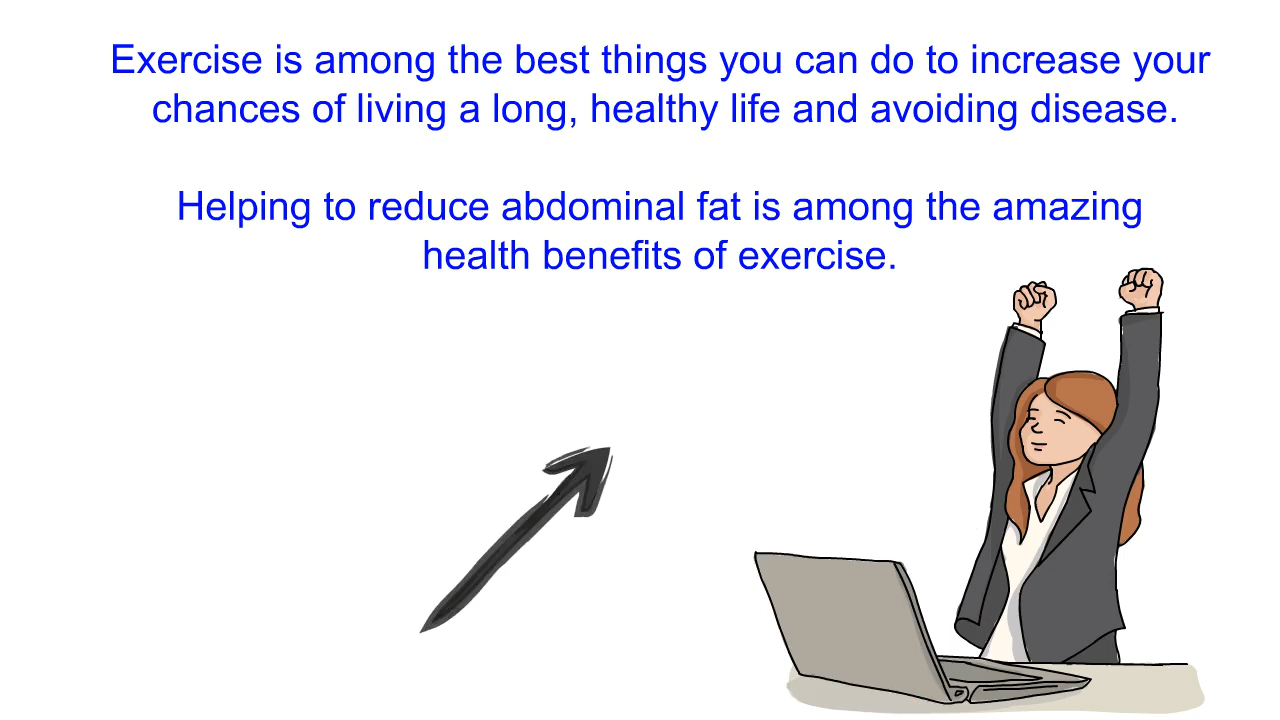 Exercise is among the best things you can do to increase your
chances of living a long, healthy life and avoiding disease.
Helping to reduce abdominal fat is among the amazing
health benefits of exercise.